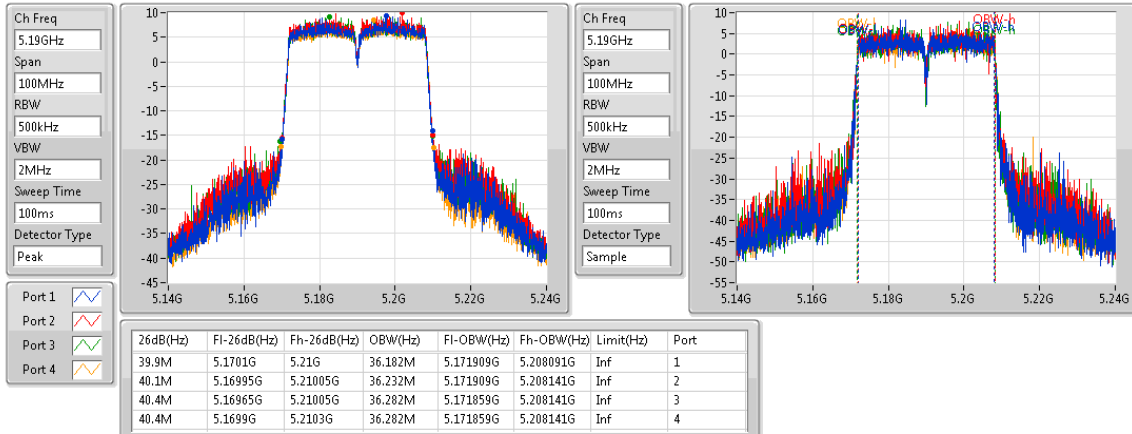 Ch Freq
5.19GHz
Span
100MHz
RBW
500kHz
VBW
2MHz
Sweep Time
100ms
Detector Type
Peak
10
5
0
-5
-10
-15
-20
-25
-30
-35
-40
-45
5.14G 5.16G 5.18G 5.2G 5.22G 5.24G
Ch Freq
5.19GHz
Span
100MHz
RBW
500kHz
VBW
2MHz
Sweep Time
100ms
Detector Type
Sample
10
5
0
-5
-10
-15
-20
-25
-30
-35
-40
-45
-50
-55
OBW-h
OBW-h
5.14G 5.16G 5.18G 5.2G 5.22G 5.24G
Port 1
Port 2
Port 3
Port 4
26dB(Hz) Fl-26dB(Hz) Fh-26dB(Hz) OBW(Hz) Fl-OBW(Hz) Fh-OBW(Hz) Limit(Hz) Port
39.9M 5.1701G 5.21G 36.182M 5.171909G 5.208091G Inf 1
40.1M 5.16995G 5.21005G 36.232M 5.171909G 5.208141G Inf 2
40.4M 5.16965G 5.21005G 36.282M 5.171859G 5.208141G Inf 3
40.4M 5.1699G 5.2103G 36.282M 5.171859G 5.208141G Inf 4